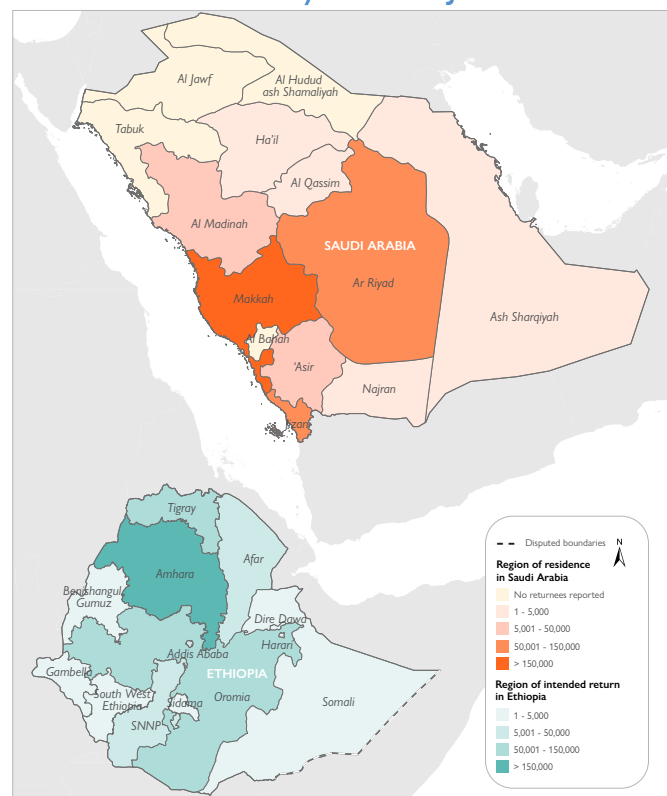 Al Jawf
Al Hudud
ash Shamaliyah
Tabuk
Ha'il
Al Qassim
Al Madinah
SAUDI ARABIA
Ar Riyad
Makkah
Ash Sharqiyah
Al Bahah
'Asir
Najran
Tigray
Afar
Amhara
Benishangul
Gumuz
Dire Dawa
Harari
Addis Ababa
ETHIOPIA
Gambella
South West
Ethiopia
Sidama
Oromia
Somali
SNNP
Disputed boundaries
N
Region of residence
in Saudi Arabia
No returnees reported
1 - 5,000
5,001 - 50,000
50,001 - 150,000
> 150,000
Region of intended return
in Ethiopia
1 - 5,000
5,001 - 50,000
50,001 - 150,000
> 150,000